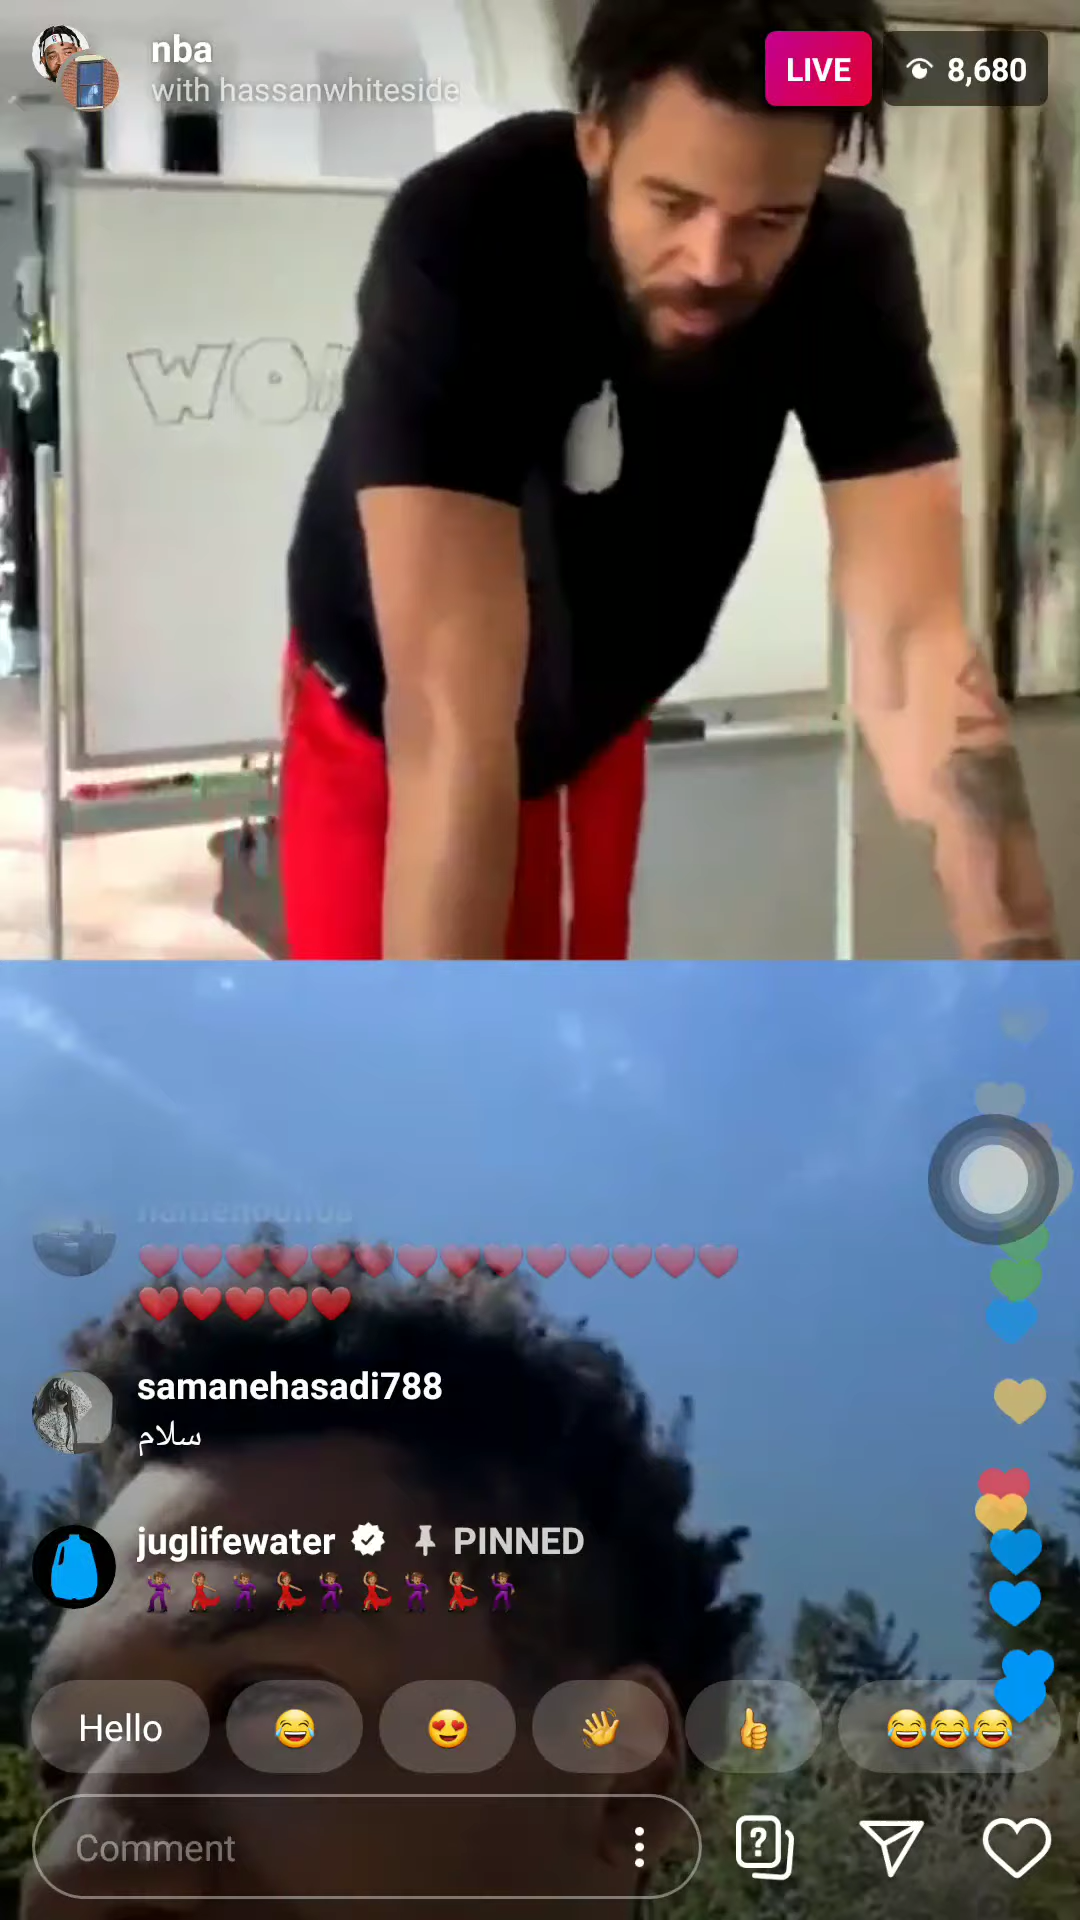 nba
with hassanwhiteside
LIVE
8,680
samanehasadi788
سلام
juglifewater
PINNED
Hello
Comment